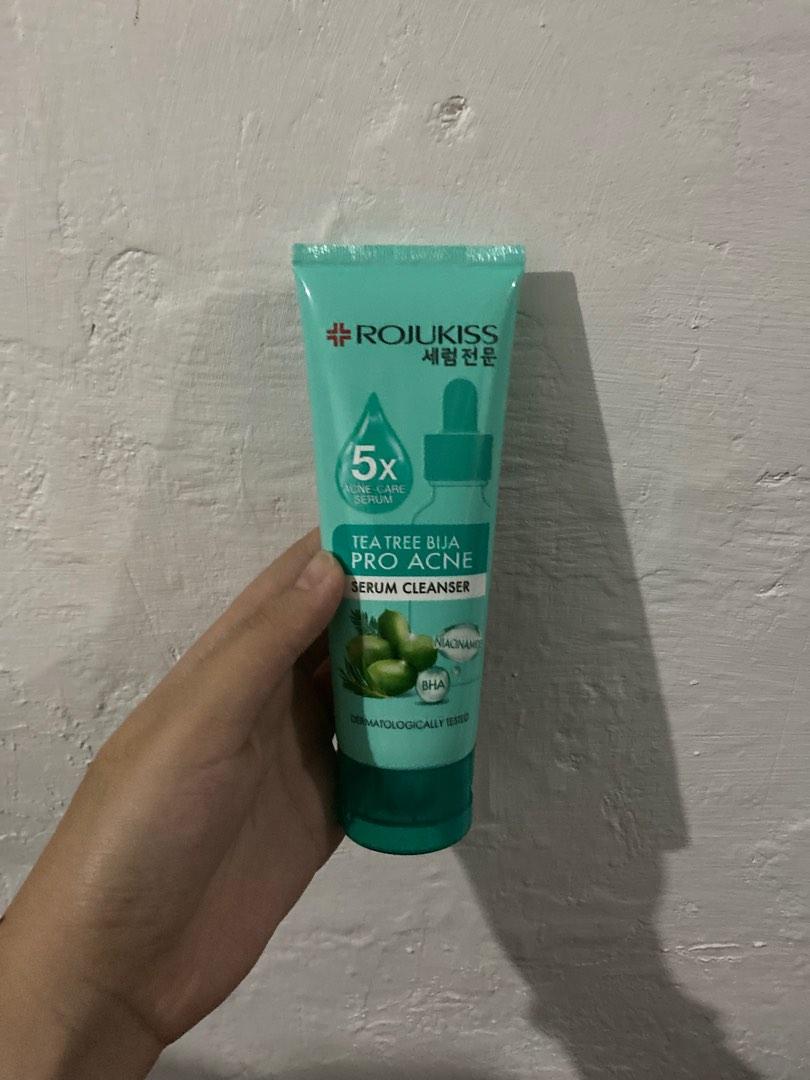 ROJUKISS
세럼전문
5x
ACNE CARE
SERUM
TEA TREE BIJA
PRO ACNE
SERUM CLEANSER
NIACINAMIDE
BHA
DERMATOLOGICALLY TESTED